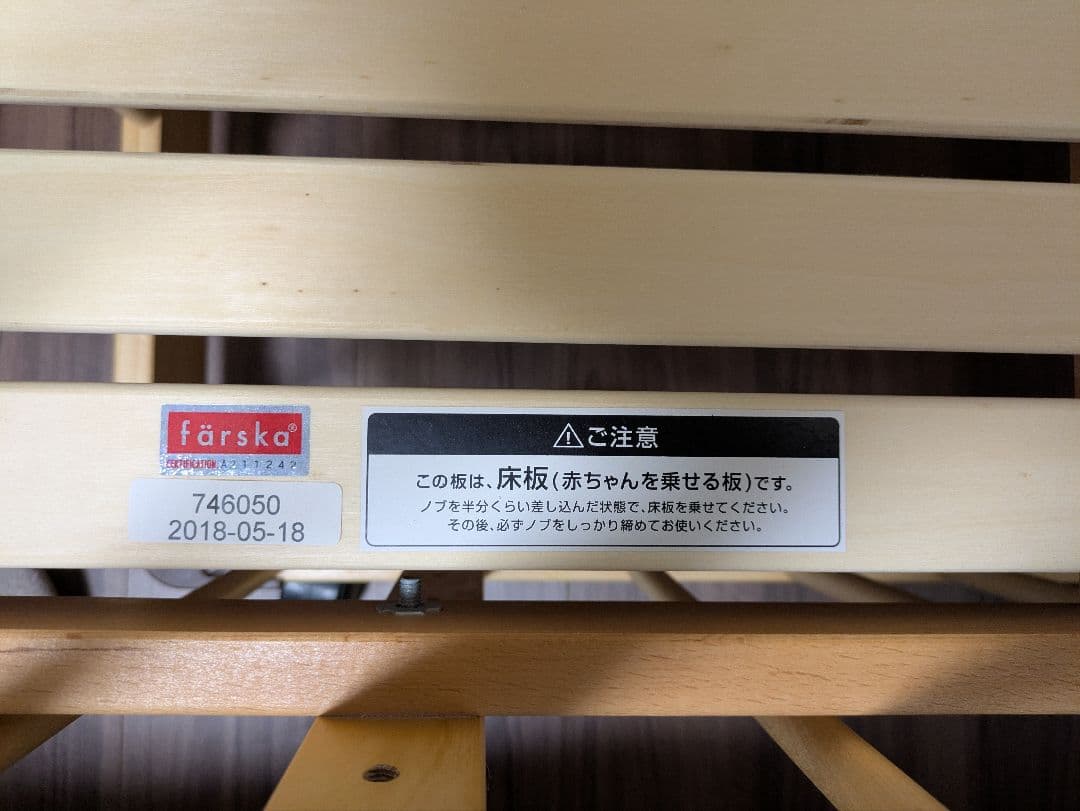 färska®
CERTIFICATION A211242
746050
2018-05-18
⚠ご注意
この板は、床板(赤ちゃんを乗せる板)です。
ノブを半分くらい差し込んだ状態で、床板を乗せてください。
その後、必ずノブをしっかり締めてお使いください。